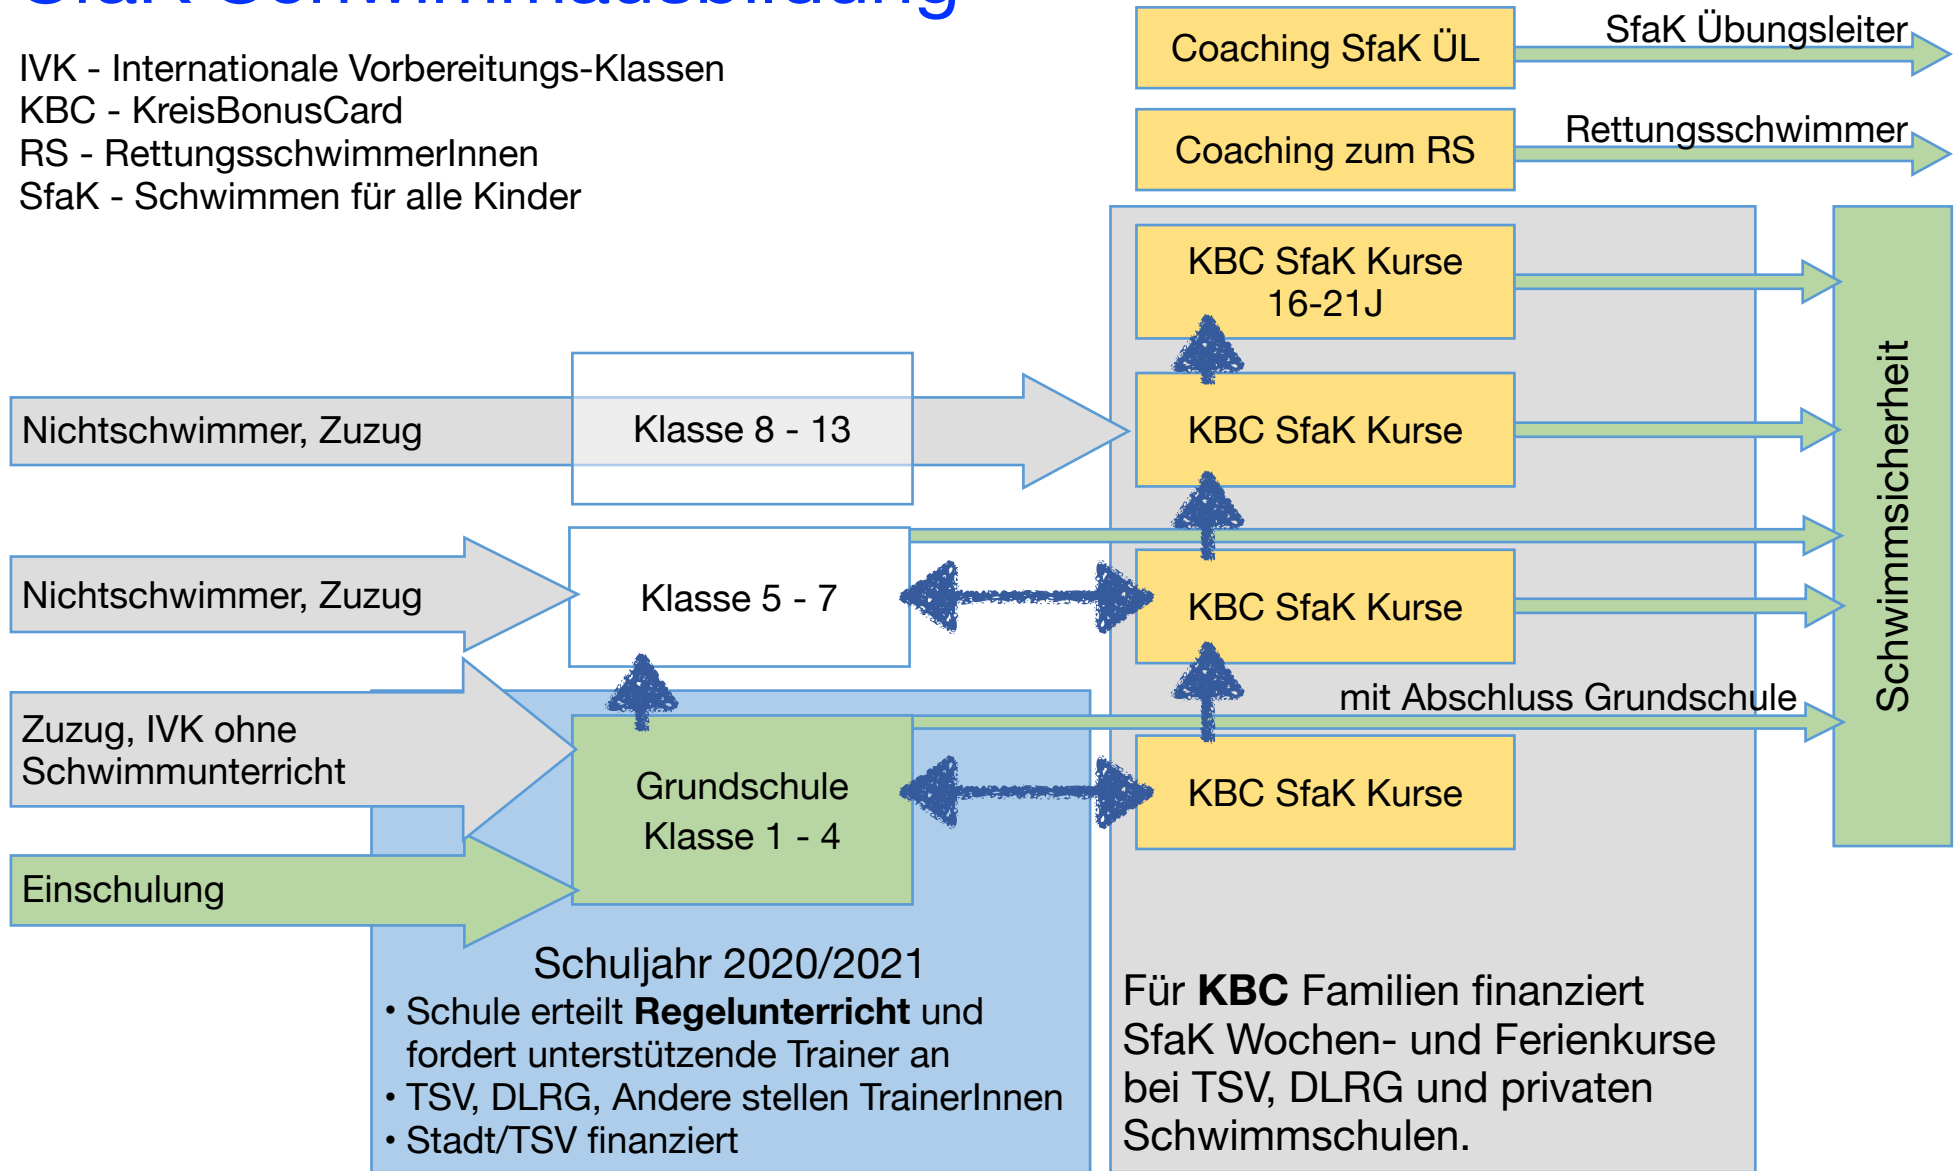 SfaK Schwimmausbildung
IVK - Internationale Vorbereitungs-Klassen
KBC - KreisBonusCard
RS - RettungsschwimmerInnen
SfaK - Schwimmen für alle Kinder
Coaching SfaK ÜL
SfaK Übungsleiter
Coaching zum RS
Rettungsschwimmer
KBC SfaK Kurse
16-21J
Nichtschwimmer, Zuzug
Klasse 8 - 13
KBC SfaK Kurse
Schwimmsicherheit
Nichtschwimmer, Zuzug
Klasse 5 - 7
KBC SfaK Kurse
mit Abschluss Grundschule
Zuzug, IVK ohne
Schwimmunterricht
Grundschule
Klasse 1 - 4
KBC SfaK Kurse
Einschulung
Schuljahr 2020/2021
• Schule erteilt Regelunterricht und
fordert unterstützende Trainer an
• TSV, DLRG, Andere stellen TrainerInnen
• Stadt/TSV finanziert
Für KBC Familien finanziert
SfaK Wochen- und Ferienkurse
bei TSV, DLRG und privaten
Schwimmschulen.